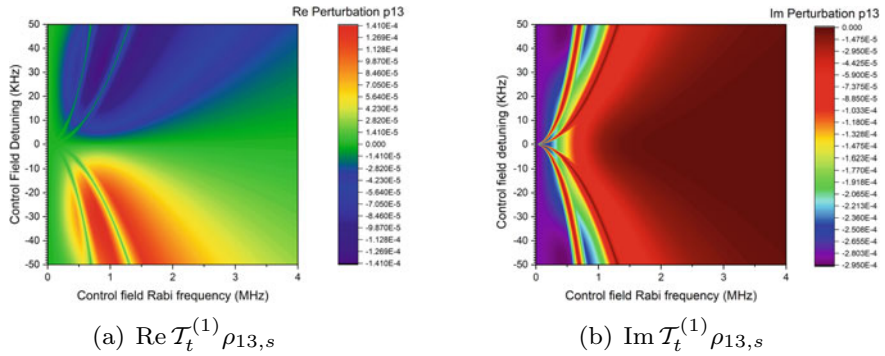 Re Perturbation p13
1.410E-4
1.269E-4
1.128E-4
9.870E-5
8.460E-5
7.050E-5
5.640E-5
4.230E-5
2.820E-5
1.410E-5
0.000
-1.410E-5
-2.820E-5
-4.230E-5
-5.640E-5
-7.050E-5
-8.460E-5
-9.870E-5
-1.128E-4
-1.269E-4
-1.410E-4
Control Field Detuning (KHz)
50
40
30
20
10
0
-10
-20
-30
-40
-50
0 1 2 3 4
Control field Rabi frequency (MHz)
(a) Re 𝒯ₜ⁽¹⁾ρ₁₃,ₛ
Im Perturbation p13
0.000
-1.475E-5
-2.950E-5
-4.425E-5
-5.900E-5
-7.375E-5
-8.850E-5
-1.033E-4
-1.180E-4
-1.328E-4
-1.475E-4
-1.623E-4
-1.770E-4
-1.918E-4
-2.065E-4
-2.213E-4
-2.360E-4
-2.508E-4
-2.655E-4
-2.803E-4
-2.950E-4
Control field detuning (KHz)
50
40
30
20
10
0
-10
-20
-30
-40
-50
0 1 2 3 4
Control field Rabi frequency (MHz)
(b) Im 𝒯ₜ⁽¹⁾ρ₁₃,ₛ